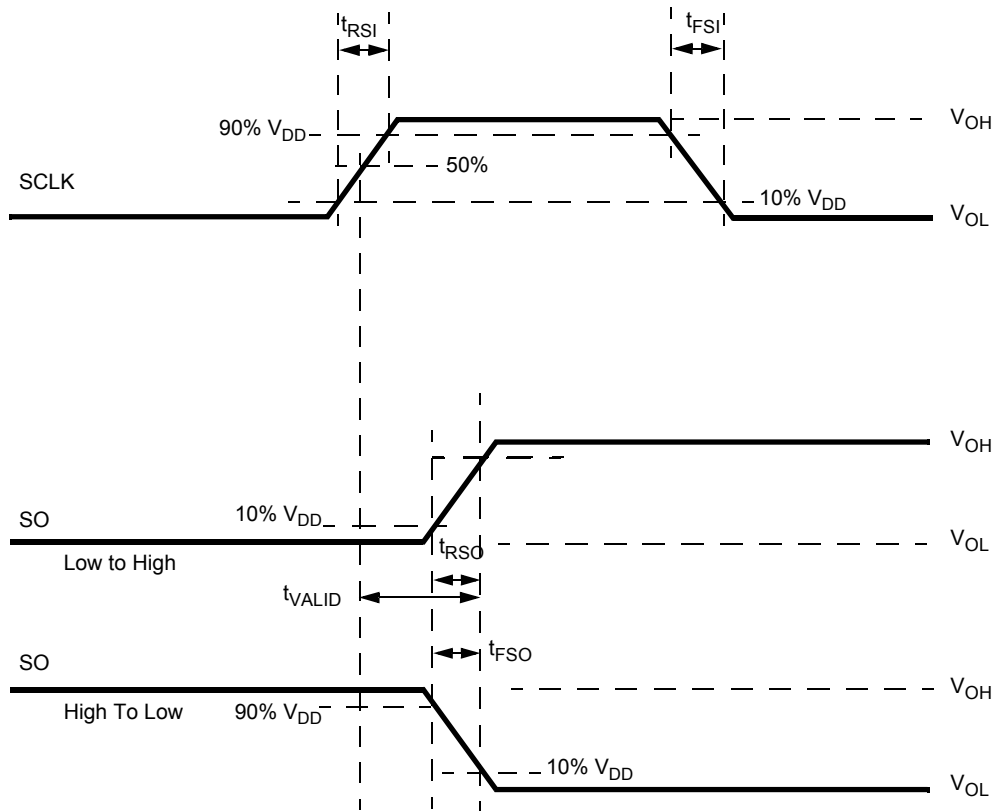 tRSI
tFSI
90% VDD
VOH
50%
SCLK
10% VDD
VOL
VOH
10% VDD
SO
tRSO
VOL
Low to High
tVALID
SO
tFSO
VOH
High To Low
90% VDD
10% VDD
VOL